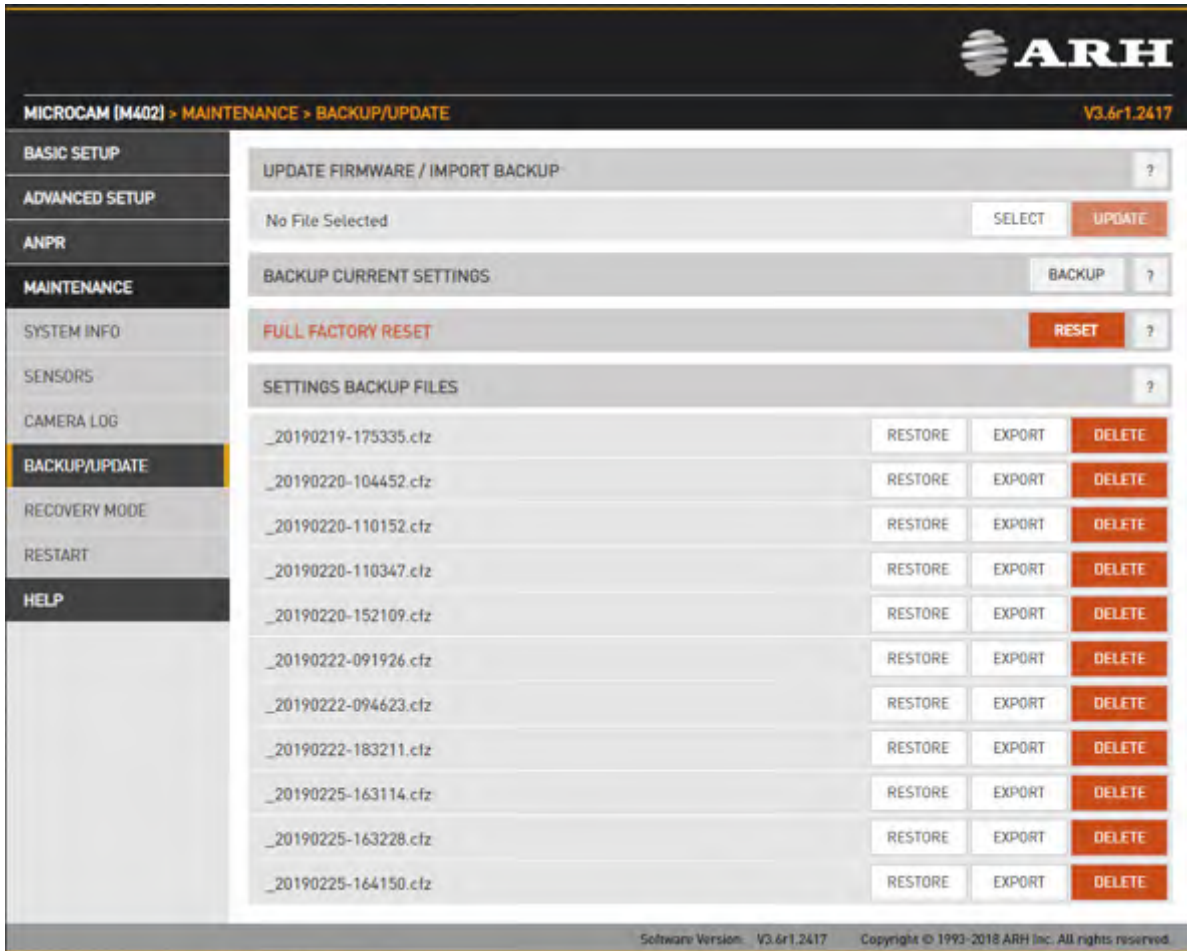 ARH
MICROCAM (M402) > MAINTENANCE > BACKUP/UPDATE V3.6r1.2417
BASIC SETUP
ADVANCED SETUP
ANPR
MAINTENANCE
SYSTEM INFO
SENSORS
CAMERA LOG
BACKUP/UPDATE
RECOVERY MODE
RESTART
HELP
UPDATE FIRMWARE / IMPORT BACKUP ?
No File Selected SELECT UPDATE
BACKUP CURRENT SETTINGS BACKUP ?
FULL FACTORY RESET RESET ?
SETTINGS BACKUP FILES ?
_20190219-175335.cfz RESTORE EXPORT DELETE
_20190220-104452.cfz RESTORE EXPORT DELETE
_20190220-110152.cfz RESTORE EXPORT DELETE
_20190220-110347.cfz RESTORE EXPORT DELETE
_20190220-152109.cfz RESTORE EXPORT DELETE
_20190222-091926.cfz RESTORE EXPORT DELETE
_20190222-094623.cfz RESTORE EXPORT DELETE
_20190222-183211.cfz RESTORE EXPORT DELETE
_20190225-163114.cfz RESTORE EXPORT DELETE
_20190225-163228.cfz RESTORE EXPORT DELETE
_20190225-164150.cfz RESTORE EXPORT DELETE
Software Version: V3.6r1.2417 Copyright © 1993-2018 ARH Inc. All rights reserved.